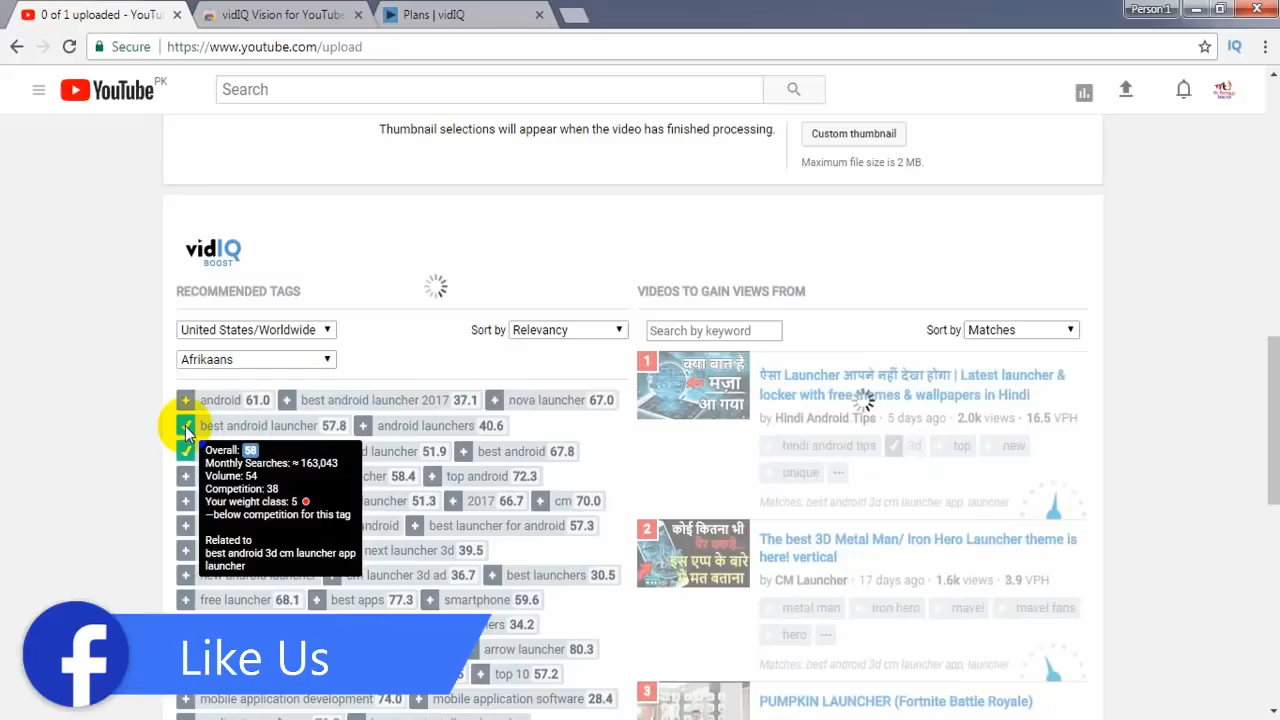 0 of 1 uploaded - YouTu
vidIQ Vision for YouTube
Plans | vidIQ
Person 1
Secure
https://www.youtube.com/upload
IQ
YouTube PK
Search
Thumbnail selections will appear when the video has finished processing.
Custom thumbnail
Maximum file size is 2 MB.
vidIQ
BOOST
RECOMMENDED TAGS
VIDEOS TO GAIN VIEWS FROM
United States/Worldwide
Sort by Relevancy
Search by keyword
Sort by Matches
Afrikaans
android 61.0
best android launcher 2017 37.1
nova launcher 67.0
best android launcher 57.8
android launchers 40.6
launcher 51.9
best android 67.8
58.4
top android 72.3
51.3
2017 66.7
cm 70.0
best launcher for android 57.3
next launcher 3d 39.5
launcher 3d ad 36.7
best launchers 30.5
free launcher 68.1
best apps 77.3
smartphone 59.6
34.2
arrow launcher 80.3
top 10 57.2
mobile application development 74.0
mobile application software 28.4
Overall: 58
Monthly Searches: ≈ 163,043
Volume: 54
Competition: 38
Your weight class: 5
—below competition for this tag
Related to
best android 3d cm launcher app
launcher
1
क्या बात है
मज़ा
आ गया
ऐसा Launcher आपने नहीं देखा होगा | Latest launcher &
locker with free themes & wallpapers in Hindi
by Hindi Android Tips · 5 days ago · 2.0k views · 16.5 VPH
hindi android tips
3d
top
new
unique
Matches: best android 3d cm launcher app, launcher
2
कोई कितना भी
इस एप्प के बारे
में मत बताना
The best 3D Metal Man/ Iron Hero Launcher theme is
here! vertical
by CM Launcher · 17 days ago · 1.6k views · 3.9 VPH
metal man
iron hero
mavel
mavel fans
hero
Matches: best android 3d cm launcher app, launcher
3
PUMPKIN LAUNCHER (Fortnite Battle Royale)
Like Us